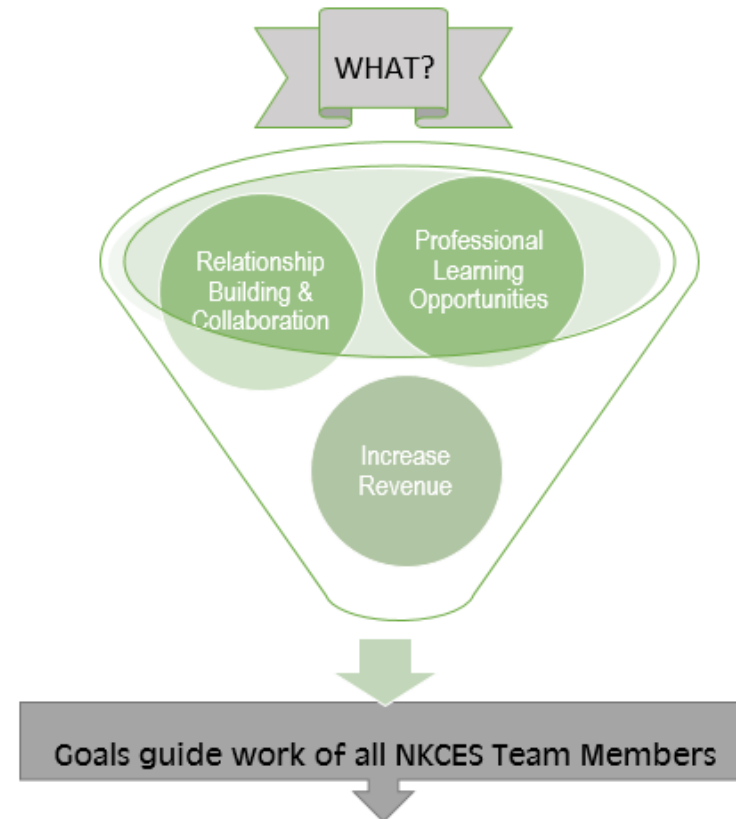 WHAT?
Relationship
Building &
Collaboration
Professional
Learning
Opportunities
Increase
Revenue
Goals guide work of all NKCES Team Members